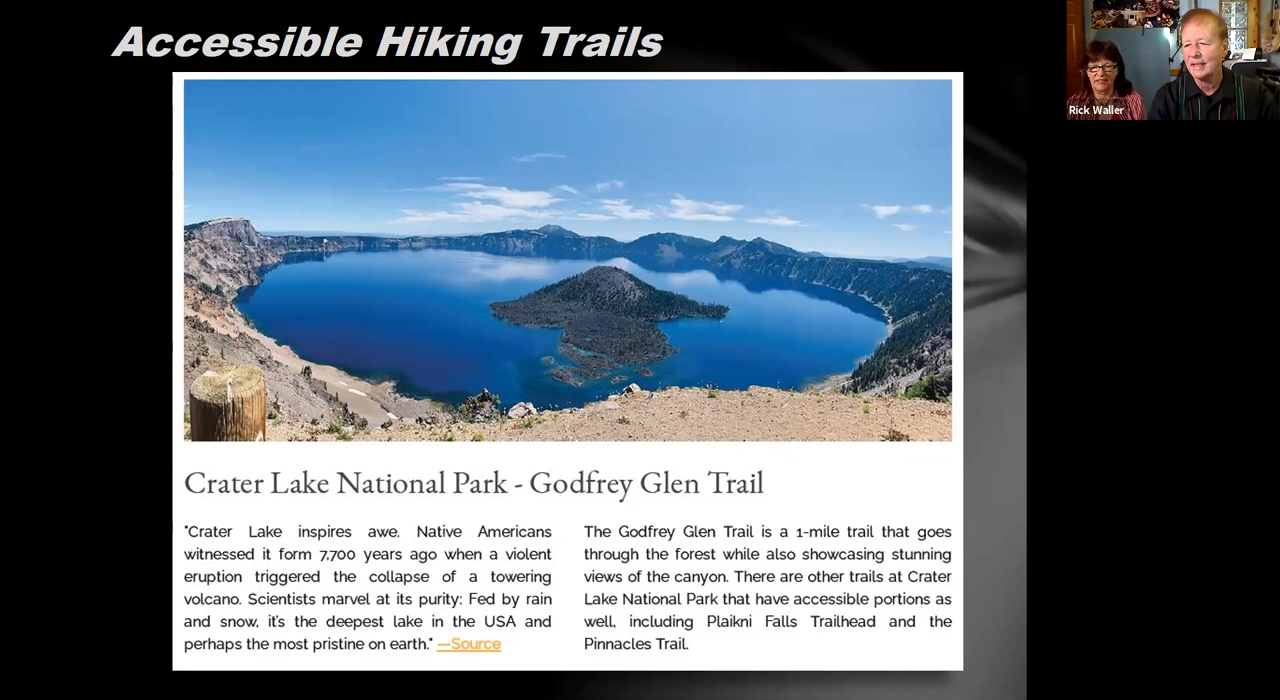 Accessible Hiking Trails
Rick Waller
Crater Lake National Park - Godfrey Glen Trail
"Crater Lake inspires awe. Native Americans
witnessed it form 7,700 years ago when a violent
eruption triggered the collapse of a towering
volcano. Scientists marvel at its purity: Fed by rain
and snow, it's the deepest lake in the USA and
perhaps the most pristine on earth." —Source
The Godfrey Glen Trail is a 1-mile trail that goes
through the forest while also showcasing stunning
views of the canyon. There are other trails at Crater
Lake National Park that have accessible portions as
well, including Plaikni Falls Trailhead and the
Pinnacles Trail.